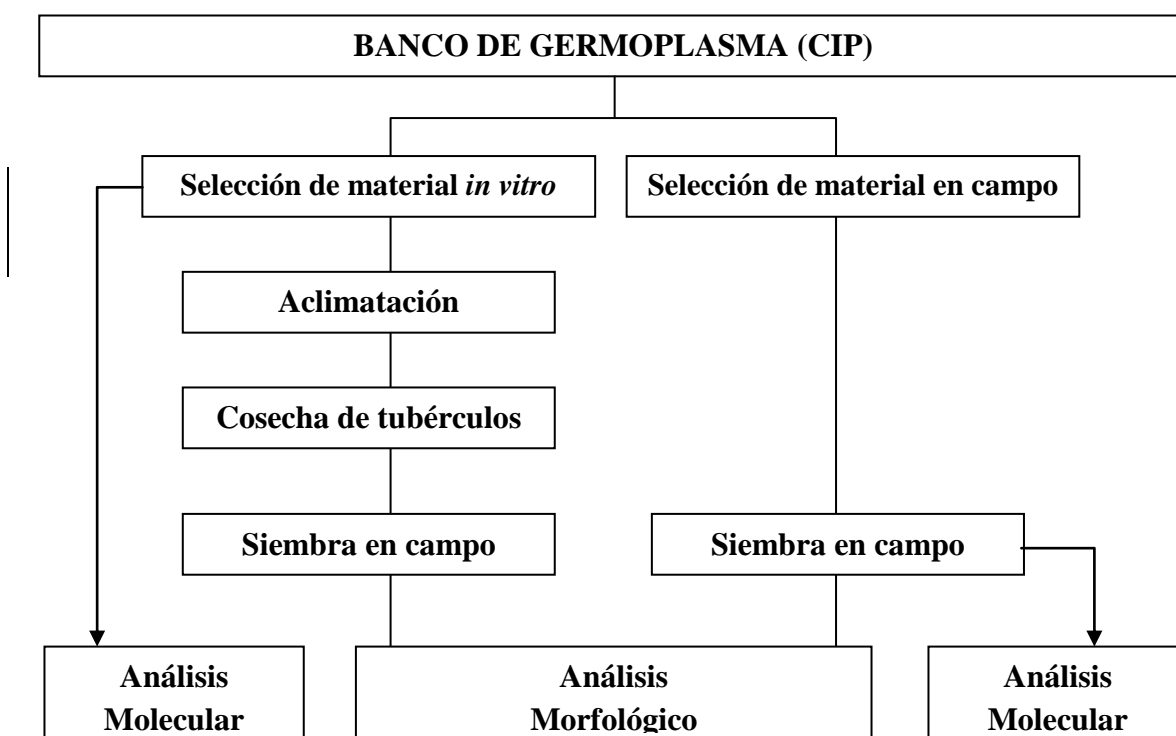 BANCO DE GERMOPLASMA (CIP)
Selección de material in vitro
Selección de material en campo
Aclimatación
Cosecha de tubérculos
Siembra en campo
Siembra en campo
Análisis
Molecular
Análisis
Morfológico
Análisis
Molecular